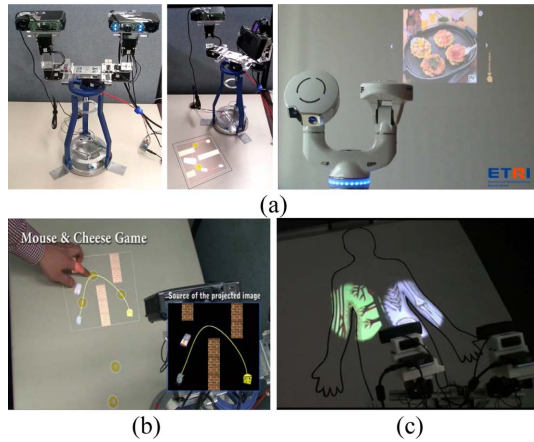 ETRI
(a)
Mouse & Cheese Game
Source of the projected image
(b)
(c)